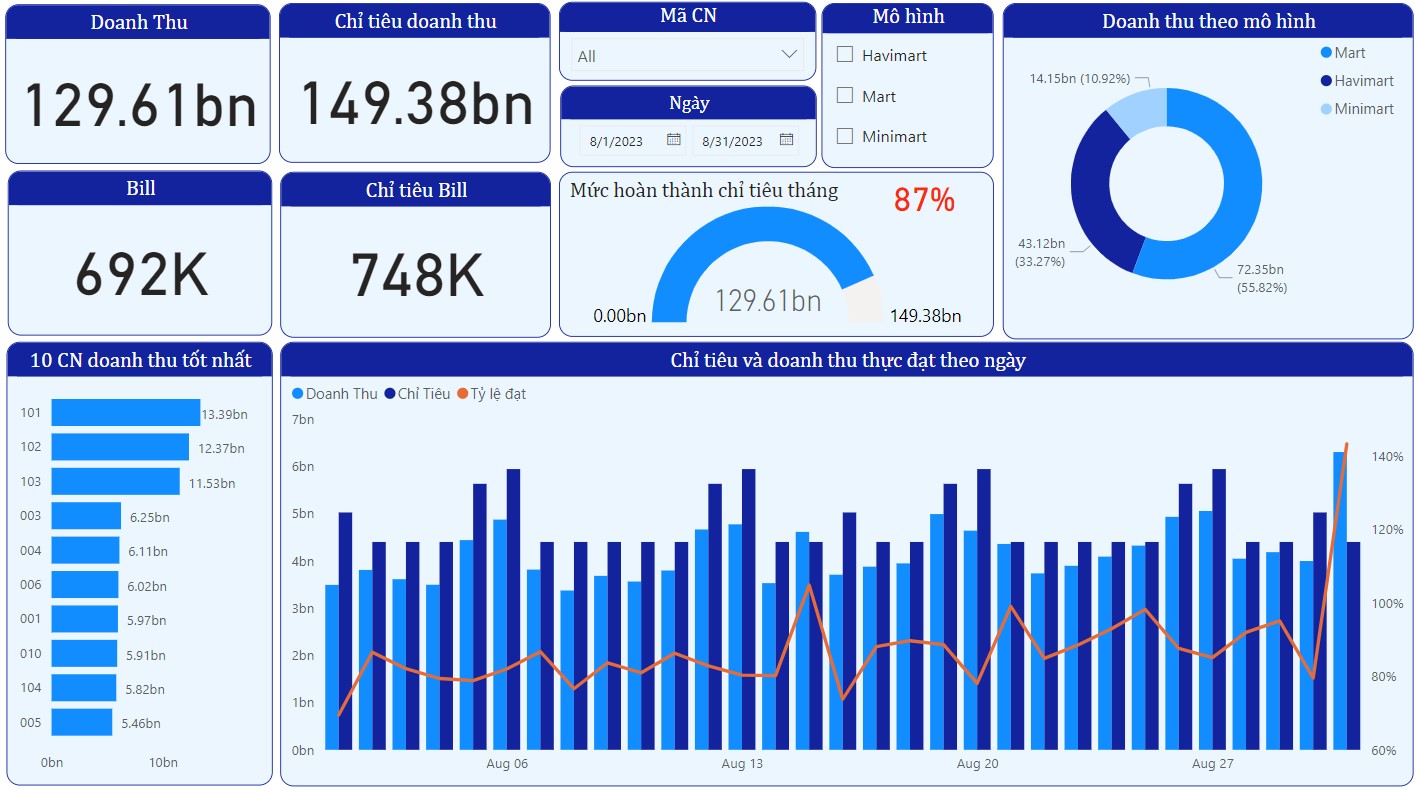 Doanh Thu
129.61bn
Chỉ tiêu doanh thu
149.38bn
Mã CN
All
Ngày
8/1/2023
8/31/2023
Mô hình
Havimart
Mart
Minimart
Doanh thu theo mô hình
Mart
Havimart
Minimart
14.15bn (10.92%)
43.12bn
(33.27%)
72.35bn
(55.82%)
Bill
692K
Chỉ tiêu Bill
748K
Mức hoàn thành chỉ tiêu tháng
87%
129.61bn
0.00bn
149.38bn
10 CN doanh thu tốt nhất
101 13.39bn
102 12.37bn
103 11.53bn
003 6.25bn
004 6.11bn
006 6.02bn
001 5.97bn
010 5.91bn
104 5.82bn
005 5.46bn
0bn 10bn
Chỉ tiêu và doanh thu thực đạt theo ngày
Doanh Thu Chỉ Tiêu Tỷ lệ đạt
7bn
6bn
5bn
4bn
3bn
2bn
1bn
0bn
140%
120%
100%
80%
60%
Aug 06 Aug 13 Aug 20 Aug 27